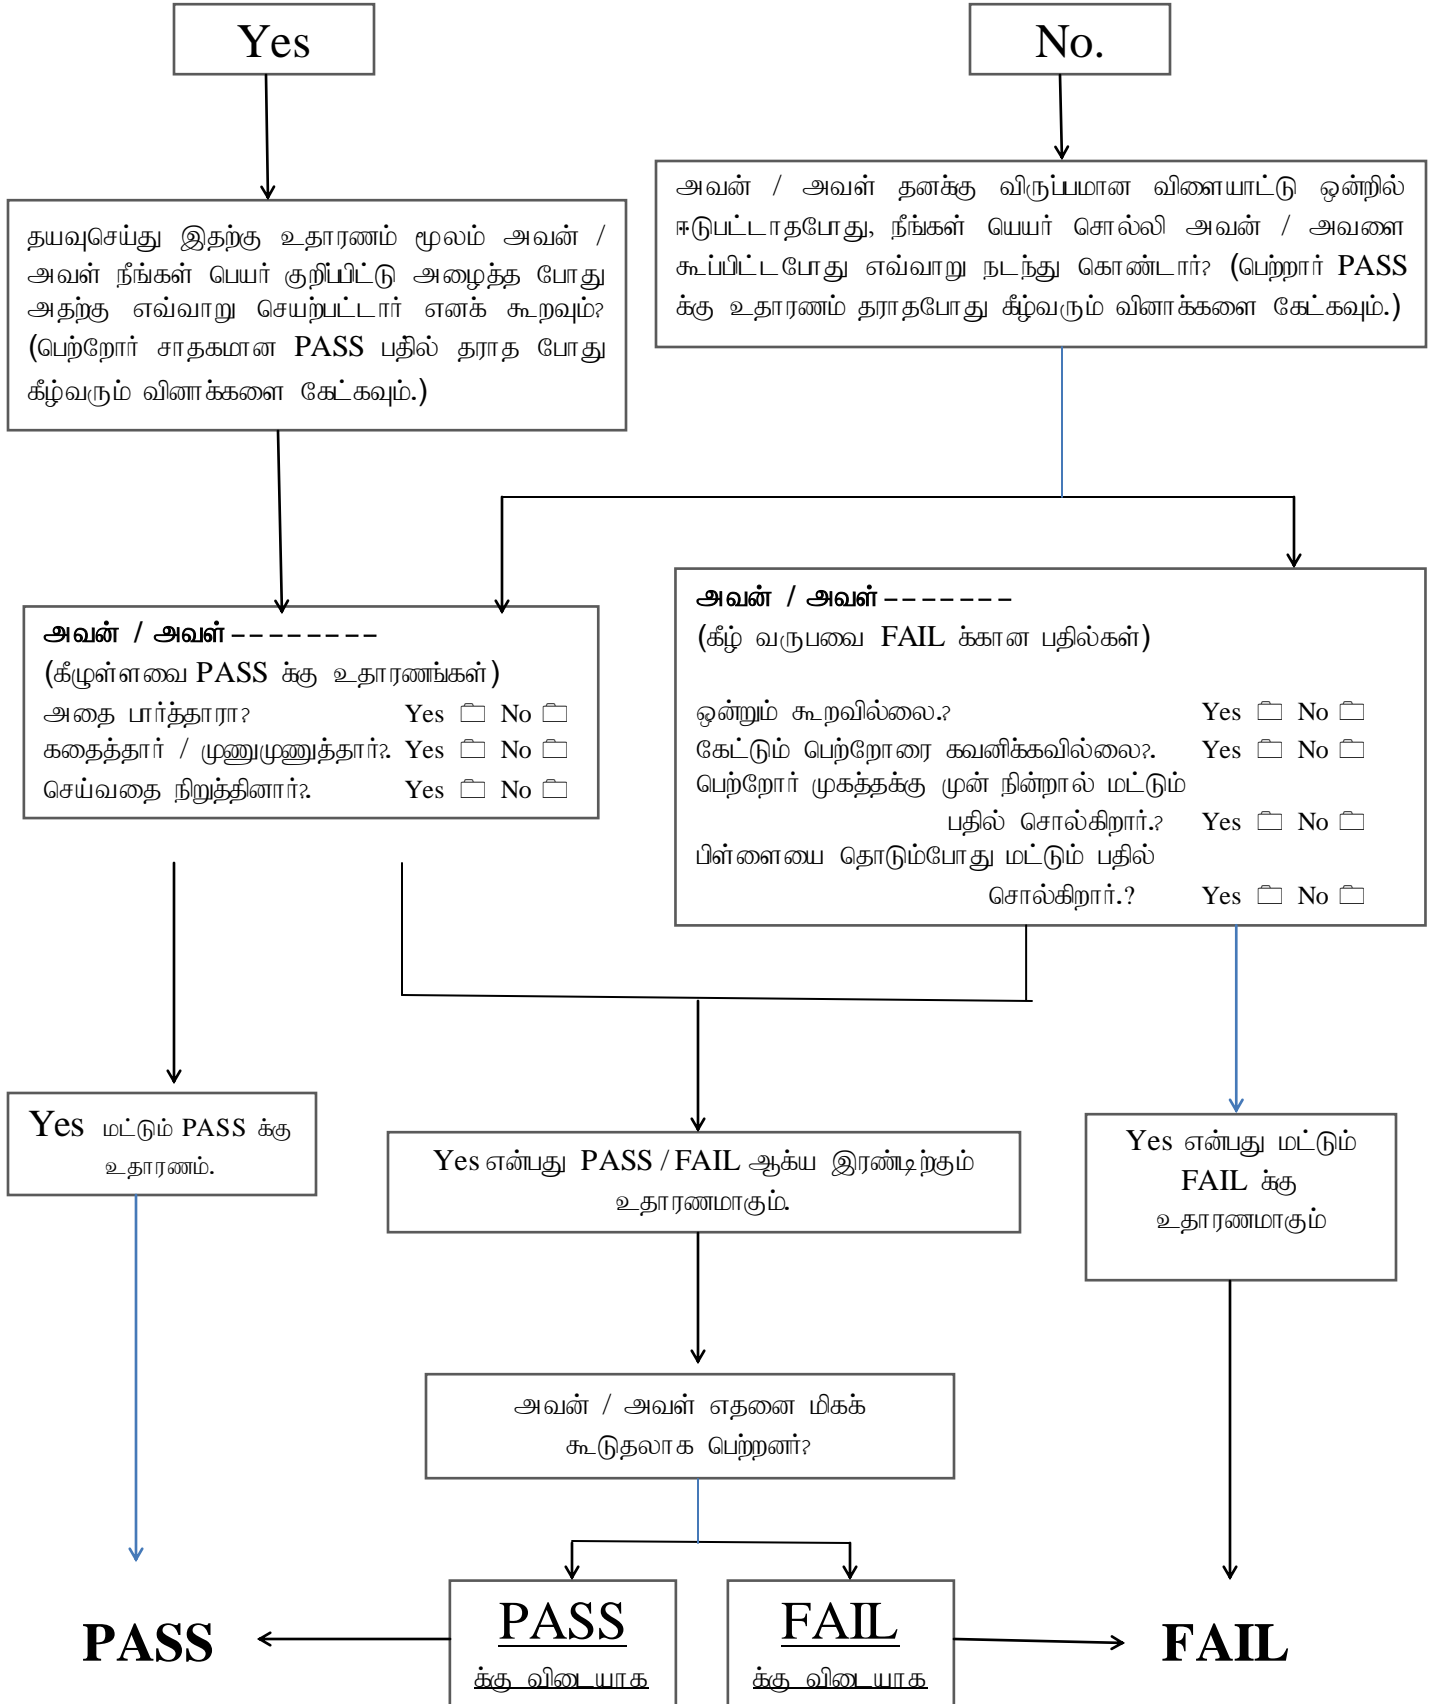 Yes
No.
தயவுசெய்து இதற்கு உதாரணம் மூலம் அவன் /
அவள் நீங்கள் பெயர் குறிப்பிட்டு அழைத்த போது
அதற்கு எவ்வாறு செயற்பட்டார் எனக் கூறவும்?
(பெற்றோர் சாதகமான PASS பதில் தராத போது
கீழ்வரும் வினாக்களை கேட்கவும்.)
அவன் / அவள் தனக்கு விருப்பமான விளையாட்டு ஒன்றில்
ஈடுபட்டாதபோது, நீங்கள் யெயர் சொல்லி அவன் / அவளை
கூப்பிட்டபோது எவ்வாறு நடந்து கொண்டார்? (பெற்றார் PASS
க்கு உதாரணம் தராதபோது கீழ்வரும் வினாக்களை கேட்கவும்.)
அவன் / அவள் --------
(கீழுள்ளவை PASS க்கு உதாரணங்கள்)
அதை பார்த்தாரா? Yes No
கதைத்தார் / முணுமுணுத்தார்?. Yes No
செய்வதை நிறுத்தினார்?. Yes No
அவன் / அவள் -------
(கீழ் வருபவை FAIL க்கான பதில்கள்)
ஒன்றும் கூறவில்லை.? Yes No
கேட்டும் பெற்றோரை கவனிக்கவில்லை?. Yes No
பெற்றோர் முகத்தக்கு முன் நின்றால் மட்டும்
பதில் சொல்கிறார்.? Yes No
பிள்ளையை தொடும்போது மட்டும் பதில்
சொல்கிறார்.? Yes No
Yes மட்டும் PASS க்கு
உதாரணம்.
Yes என்பது PASS / FAIL ஆக்ய இரண்டிற்கும்
உதாரணமாகும்.
Yes என்பது மட்டும்
FAIL க்கு
உதாரணமாகும்
அவன் / அவள் எதனை மிகக்
கூடுதலாக பெற்றனர்?
PASS
PASS
க்கு விடையாக
FAIL
க்கு விடையாக
FAIL